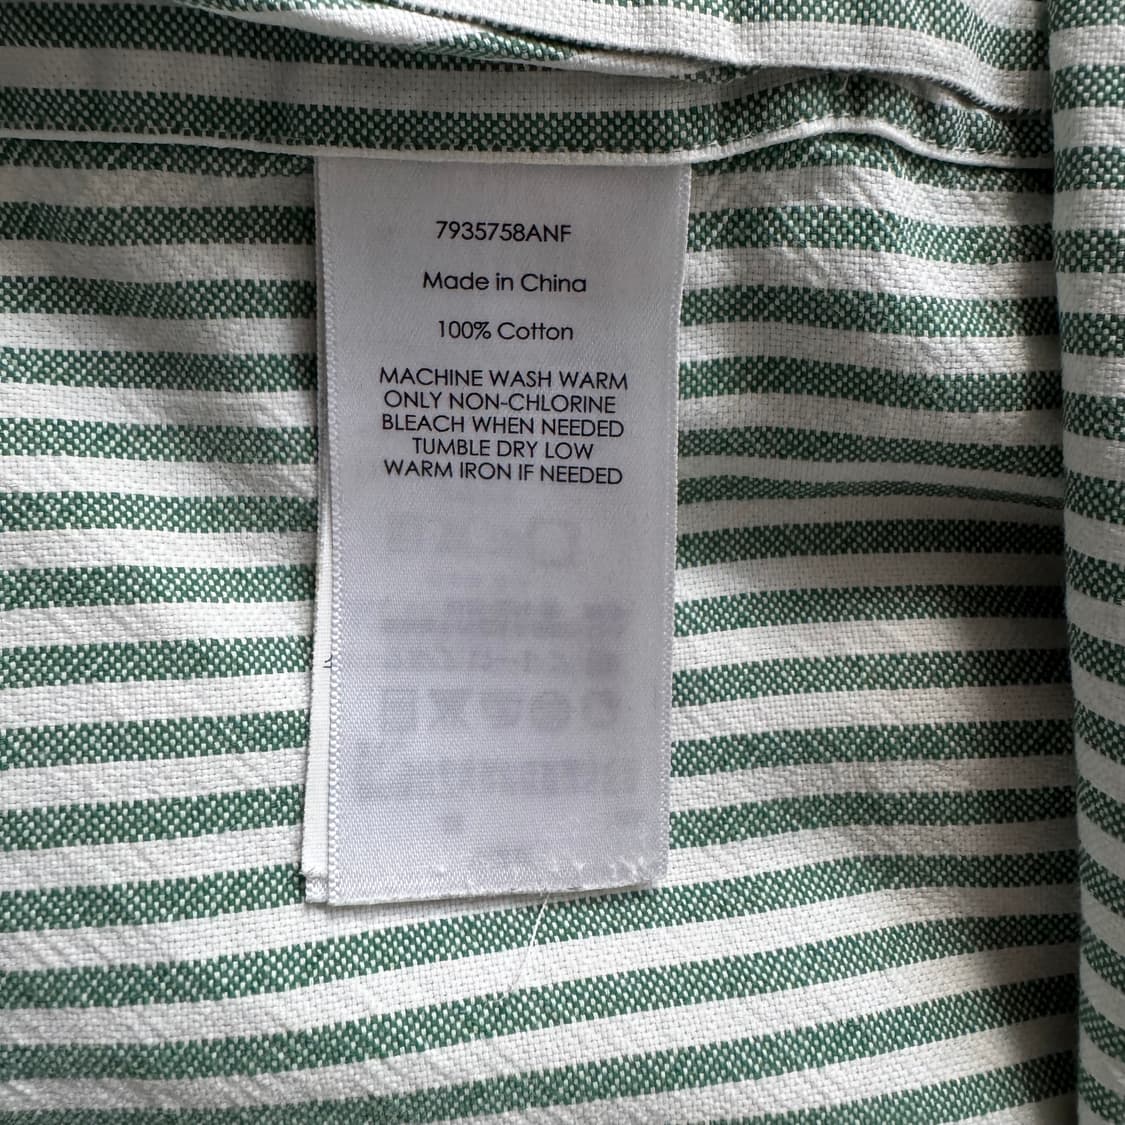 7935758ANF
Made in China
100% Cotton
MACHINE WASH WARM
ONLY NON-CHLORINE
BLEACH WHEN NEEDED
TUMBLE DRY LOW
WARM IRON IF NEEDED